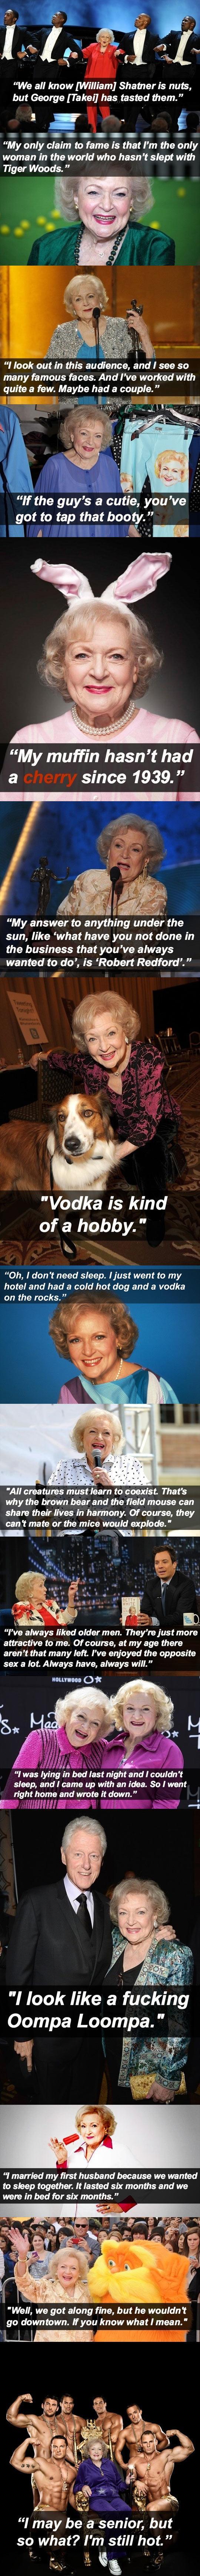 “We all know [William] Shatner is nuts,
but George [Takei] has tasted them.”
“My only claim to fame is that I’m the only
woman in the world who hasn’t slept with
Tiger Woods.”
“I look out in this audience, and I see so
many famous faces. And I’ve worked with
quite a few. Maybe had a couple.”
“If the guy’s a cutie, you’ve
got to tap that booty.”
“My muffin hasn’t had
a cherry since 1939.”
“My answer to anything under the
sun, like ‘what have you not done in
the business that you’ve always
wanted to do’, is ‘Robert Redford’.”
"Vodka is kind
of a hobby."
“Oh, I don't need sleep. I just went to my
hotel and had a cold hot dog and a vodka
on the rocks.”
"All creatures must learn to coexist. That's
why the brown bear and the field mouse can
share their lives in harmony. Of course, they
can't mate or the mice would explode."
“I’ve always liked older men. They’re just more
attractive to me. Of course, at my age there
aren’t that many left. I’ve enjoyed the opposite
sex a lot. Always have, always will.”
HOLLYWOOD
“I was lying in bed last night and I couldn’t
sleep, and I came up with an idea. So I went
right home and wrote it down.”
"I look like a fucking
Oompa Loompa."
“I married my first husband because we wanted
to sleep together. It lasted six months and we
were in bed for six months.”
"Well, we got along fine, but he wouldn't
go downtown. If you know what I mean."
“I may be a senior, but
so what? I'm still hot.”